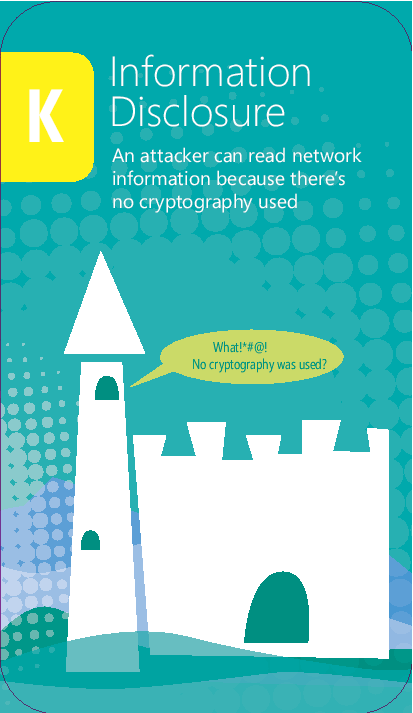 K
Information
Disclosure
An attacker can read network
information because there's
no cryptography used
What!*#@!
No cryptography was used?